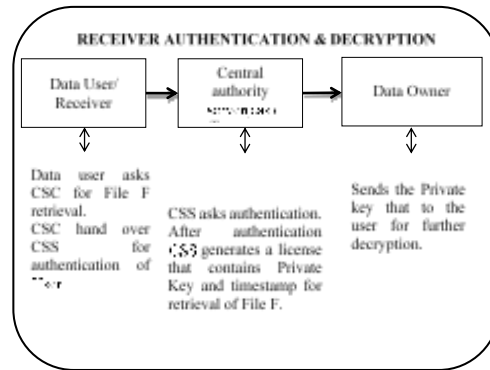 RECEIVER AUTHENTICATION & DECRYPTION
Data User/
Receiver
Central
authority
Data Owner
Data user asks
CSC for File F
retrieval.
CSC hand over
CSS for
authentication of
CSS asks authentication.
After authentication
CSS generates a license
that contains Private
Key and timestamp for
retrieval of File F.
Sends the Private
key that to the
user for further
decryption.